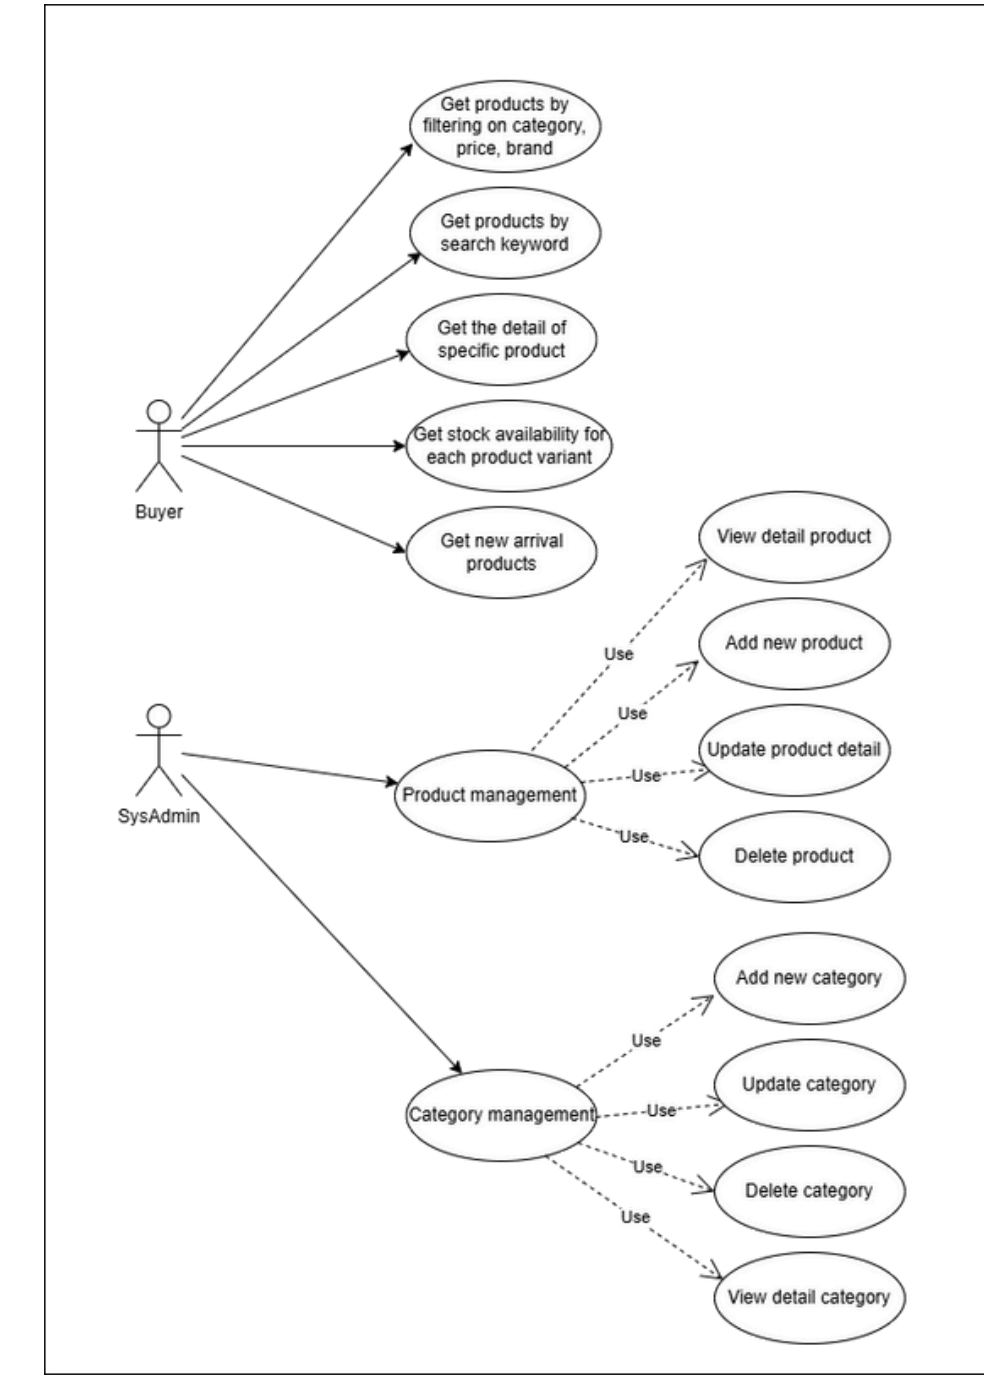 Get products by
filtering on category,
price, brand
Get products by
search keyword
Get the detail of
specific product
Get stock availability for
each product variant
Buyer
Get new arrival
products
View detail product
Use
Add new product
Use
Update product detail
Use
Product management
SysAdmin
Use
Delete product
Add new category
Use
Update category
Use
Category management
Use
Delete category
Use
View detail category